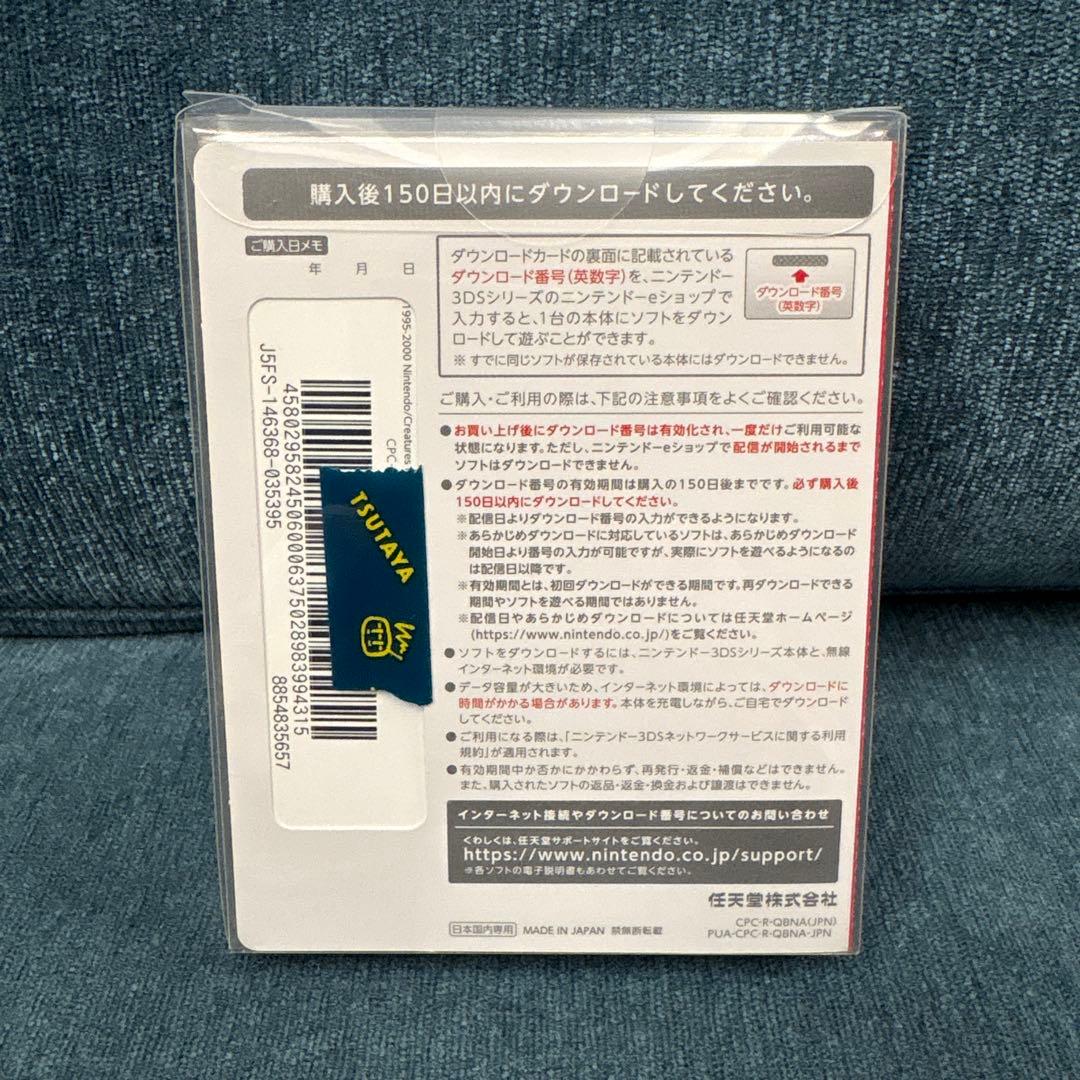 購入後150日以内にダウンロードしてください。
ご購入日メモ
年 月 日
ダウンロードカードの裏面に記載されている
ダウンロード番号(英数字)を、ニンテンドー
3DSシリーズのニンテンドーeショップで
入力すると、1台の本体にソフトをダウン
ロードして遊ぶことができます。
※すでに同じソフトが保存されている本体にはダウンロードできません。
ダウンロード番号
(英数字)
ご購入・ご利用の際は、下記の注意事項をよくご確認ください。
●お買い上げ後にダウンロード番号は有効化され、一度だけご利用可能な
状態になります。ただし、ニンテンドーeショップで配信が開始されるまで
ソフトはダウンロードできません。
●ダウンロード番号の有効期間は購入の150日後までです。必ず購入後
150日以内にダウンロードしてください。
※配信日よりダウンロード番号の入力ができるようになります。
※あらかじめダウンロードに対応しているソフトは、あらかじめダウンロード
開始日より番号の入力が可能ですが、実際にソフトを遊べるようになるの
は配信日以降です。
※有効期間とは、初回ダウンロードができる期間です。再ダウンロードできる
期間やソフトを遊べる期間ではありません。
※配信日やあらかじめダウンロードについては任天堂ホームページ
(https://www.nintendo.co.jp/)をご覧ください。
●ソフトをダウンロードするには、ニンテンドー3DSシリーズ本体と、無線
インターネット環境が必要です。
●データ容量が大きいため、インターネット環境によっては、ダウンロードに
時間がかかる場合があります。本体を充電しながら、ご自宅でダウンロード
してください。
●ご利用になる際は、「ニンテンドー3DSネットワークサービスに関する利用
規約」が適用されます。
●有効期間中か否かにかかわらず、再発行・返金・補償などはできません。
また、購入されたソフトの返品・返金・換金および譲渡はできません。
インターネット接続やダウンロード番号についてのお問い合わせ
くわしくは、任天堂サポートサイトをご覧ください。
https://www.nintendo.co.jp/support/
※各ソフトの電子説明書もあわせてご覧ください。
任天堂株式会社
CPC-R-QBNA(JPN)
PUA-CPC-R-QBNA-JPN
日本国内専用 MADE IN JAPAN 禁無断転載
1995-2000 Nintendo/Creatures
CPC-
4580295824506000637502898399431​5
8854835657
J5FS-146368-035395
TSUTAYA